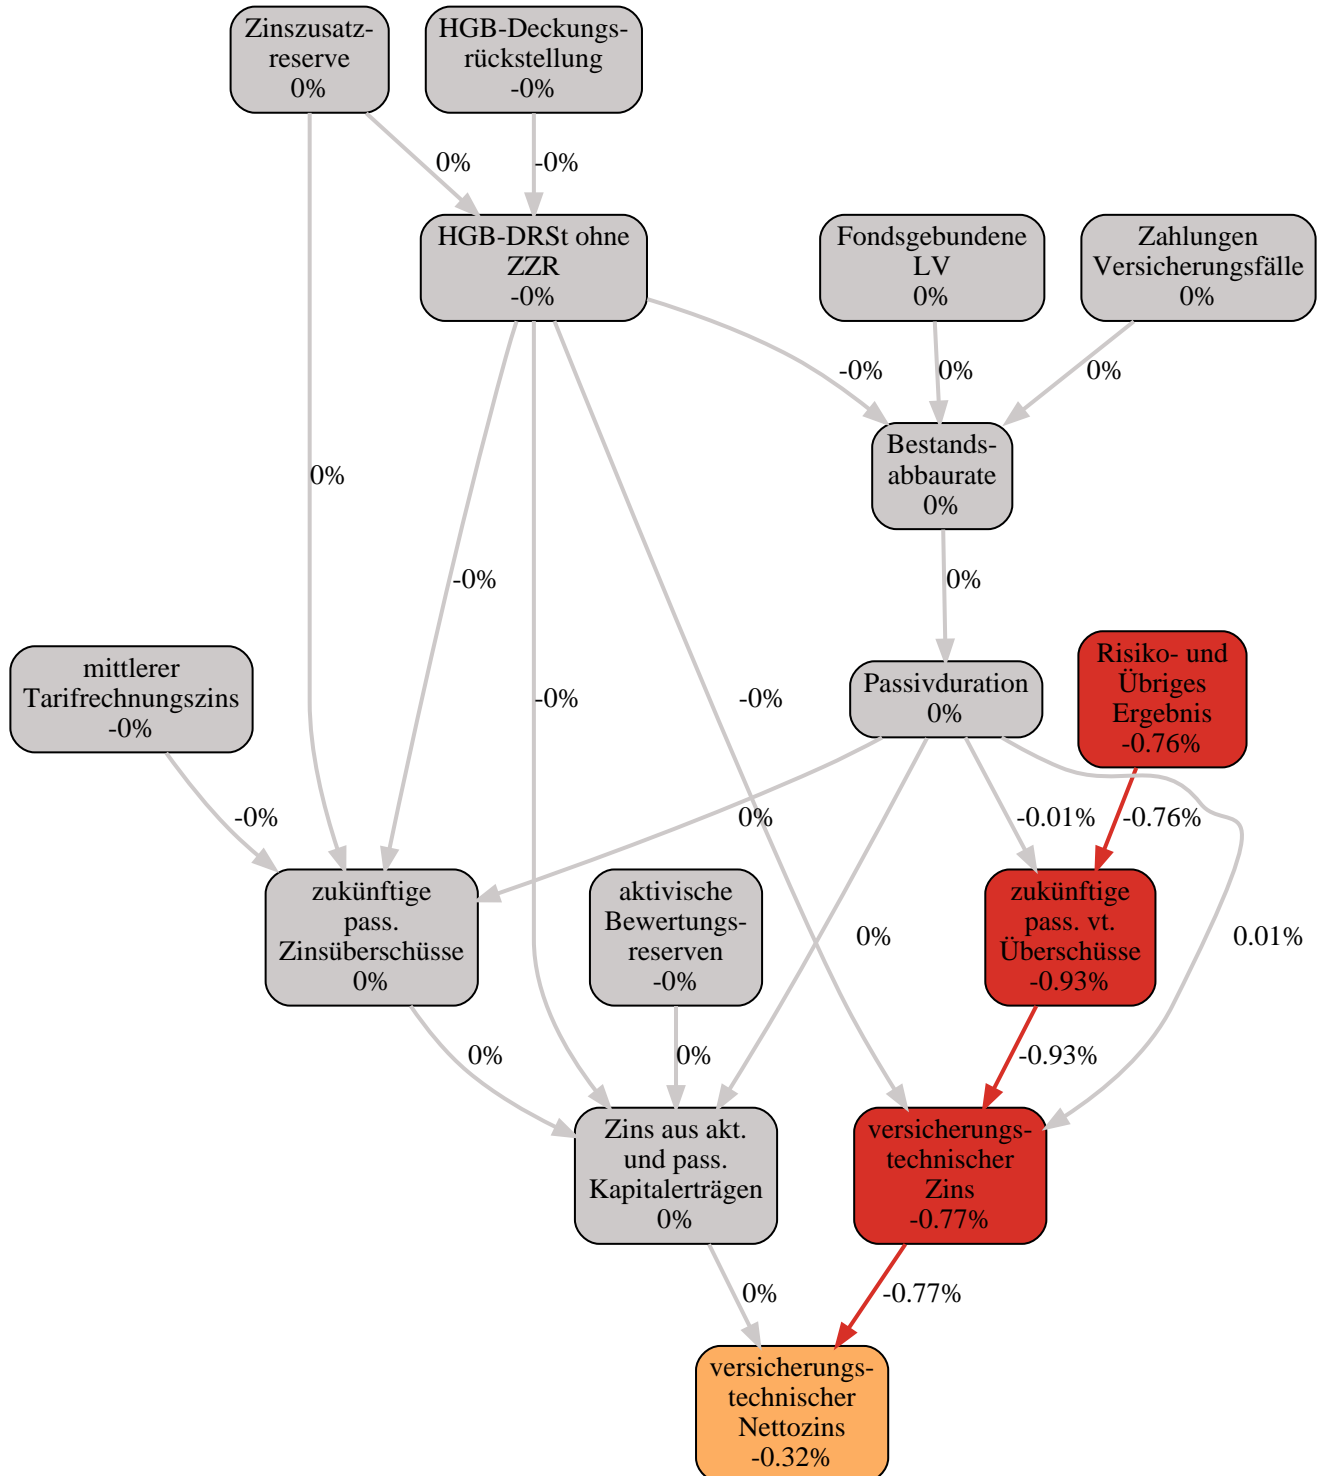 Zinszusatz-
reserve
0%
HGB-Deckungs-
rückstellung
-0%
0%
-0%
HGB-DRSt ohne
ZZR
-0%
Fondsgebundene
LV
0%
Zahlungen
Versicherungsfälle
0%
-0%
0%
0%
Bestands-
abbaurate
0%
0%
-0%
0%
mittlerer
Tarifrechnungszins
-0%
-0%
-0%
Passivduration
0%
Risiko- und
Übriges
Ergebnis
-0.76%
-0%
0%
-0.01%
-0.76%
zukünftige
pass.
Zinsüberschüsse
0%
aktivische
Bewertungs-
reserven
-0%
0%
zukünftige
pass. vt.
Überschüsse
-0.93%
0.01%
0%
0%
-0.93%
Zins aus akt.
und pass.
Kapitalerträgen
0%
versicherungs-
technischer
Zins
-0.77%
0%
-0.77%
versicherungs-
technischer
Nettozins
-0.32%